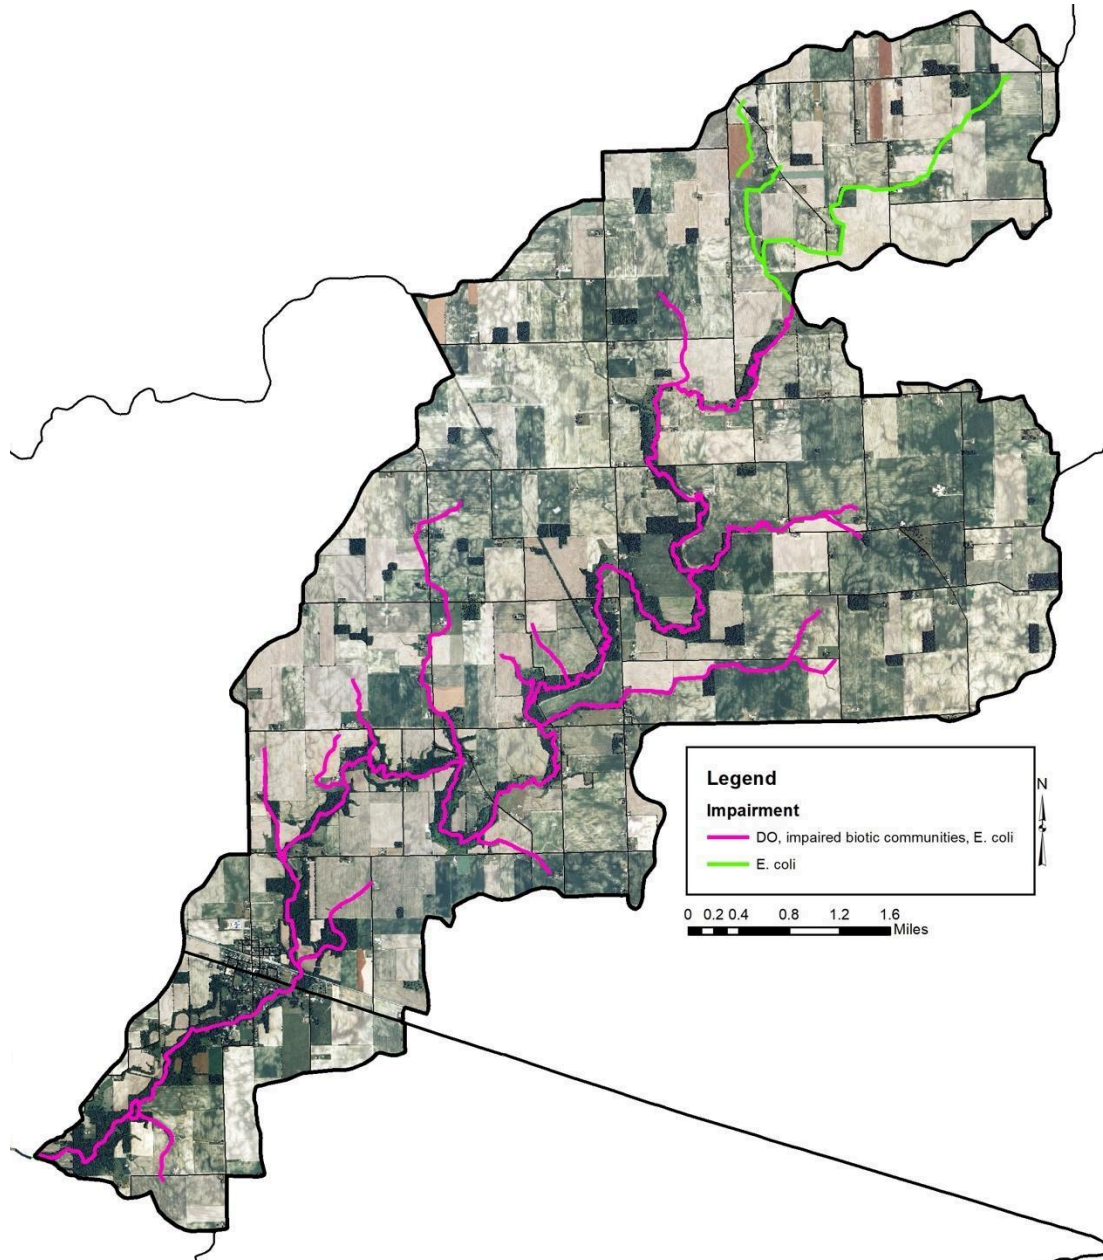 Legend
Impairment
DO, impaired biotic communities, E. coli
E. coli
N
0 0.2 0.4 0.8 1.2 1.6
Miles